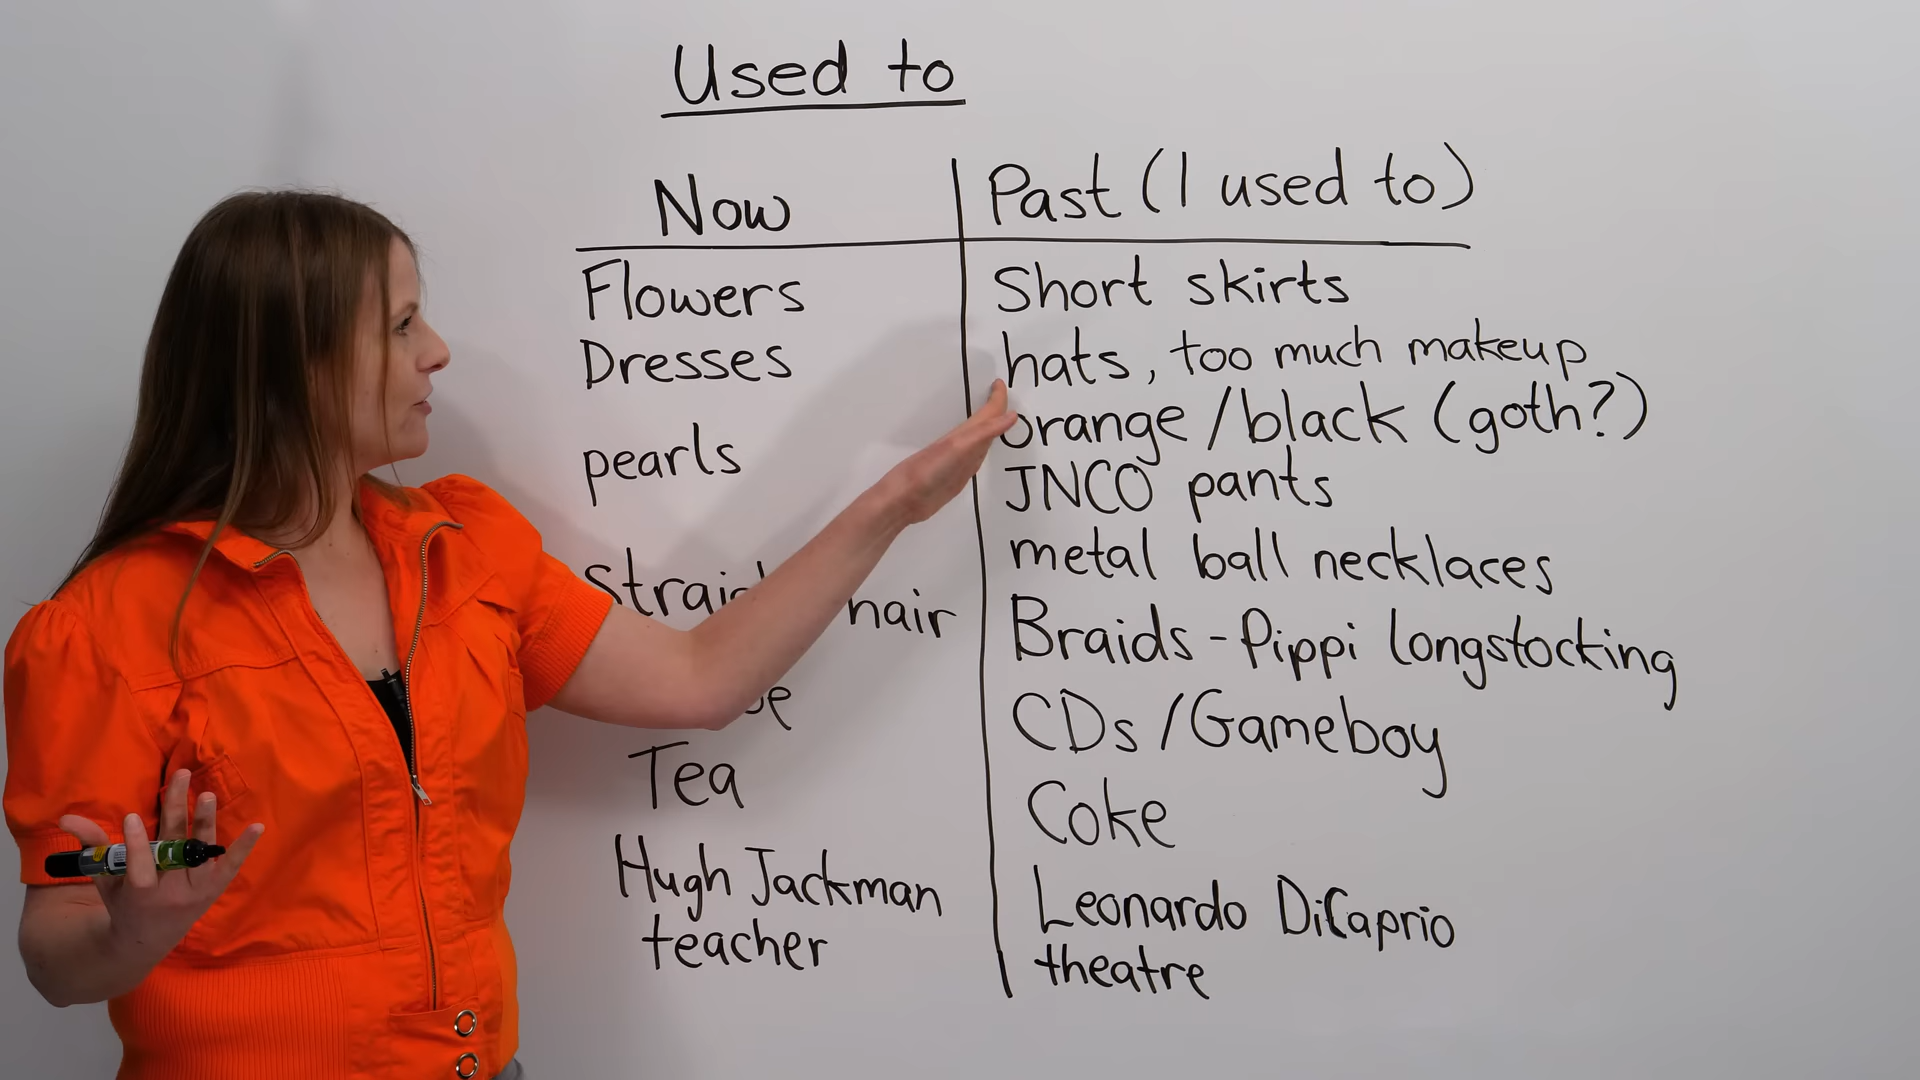 Used to
Now
Past (I used to)
Flowers
Short skirts
Dresses
hats, too much makeup
orange/black (goth?)
pearls
JNCO pants
metal ball necklaces
hair
Braids - Pippi longstocking
CDs/Gameboy
Tea
Coke
Hugh Jackman
Leonardo DiCaprio
teacher
theatre